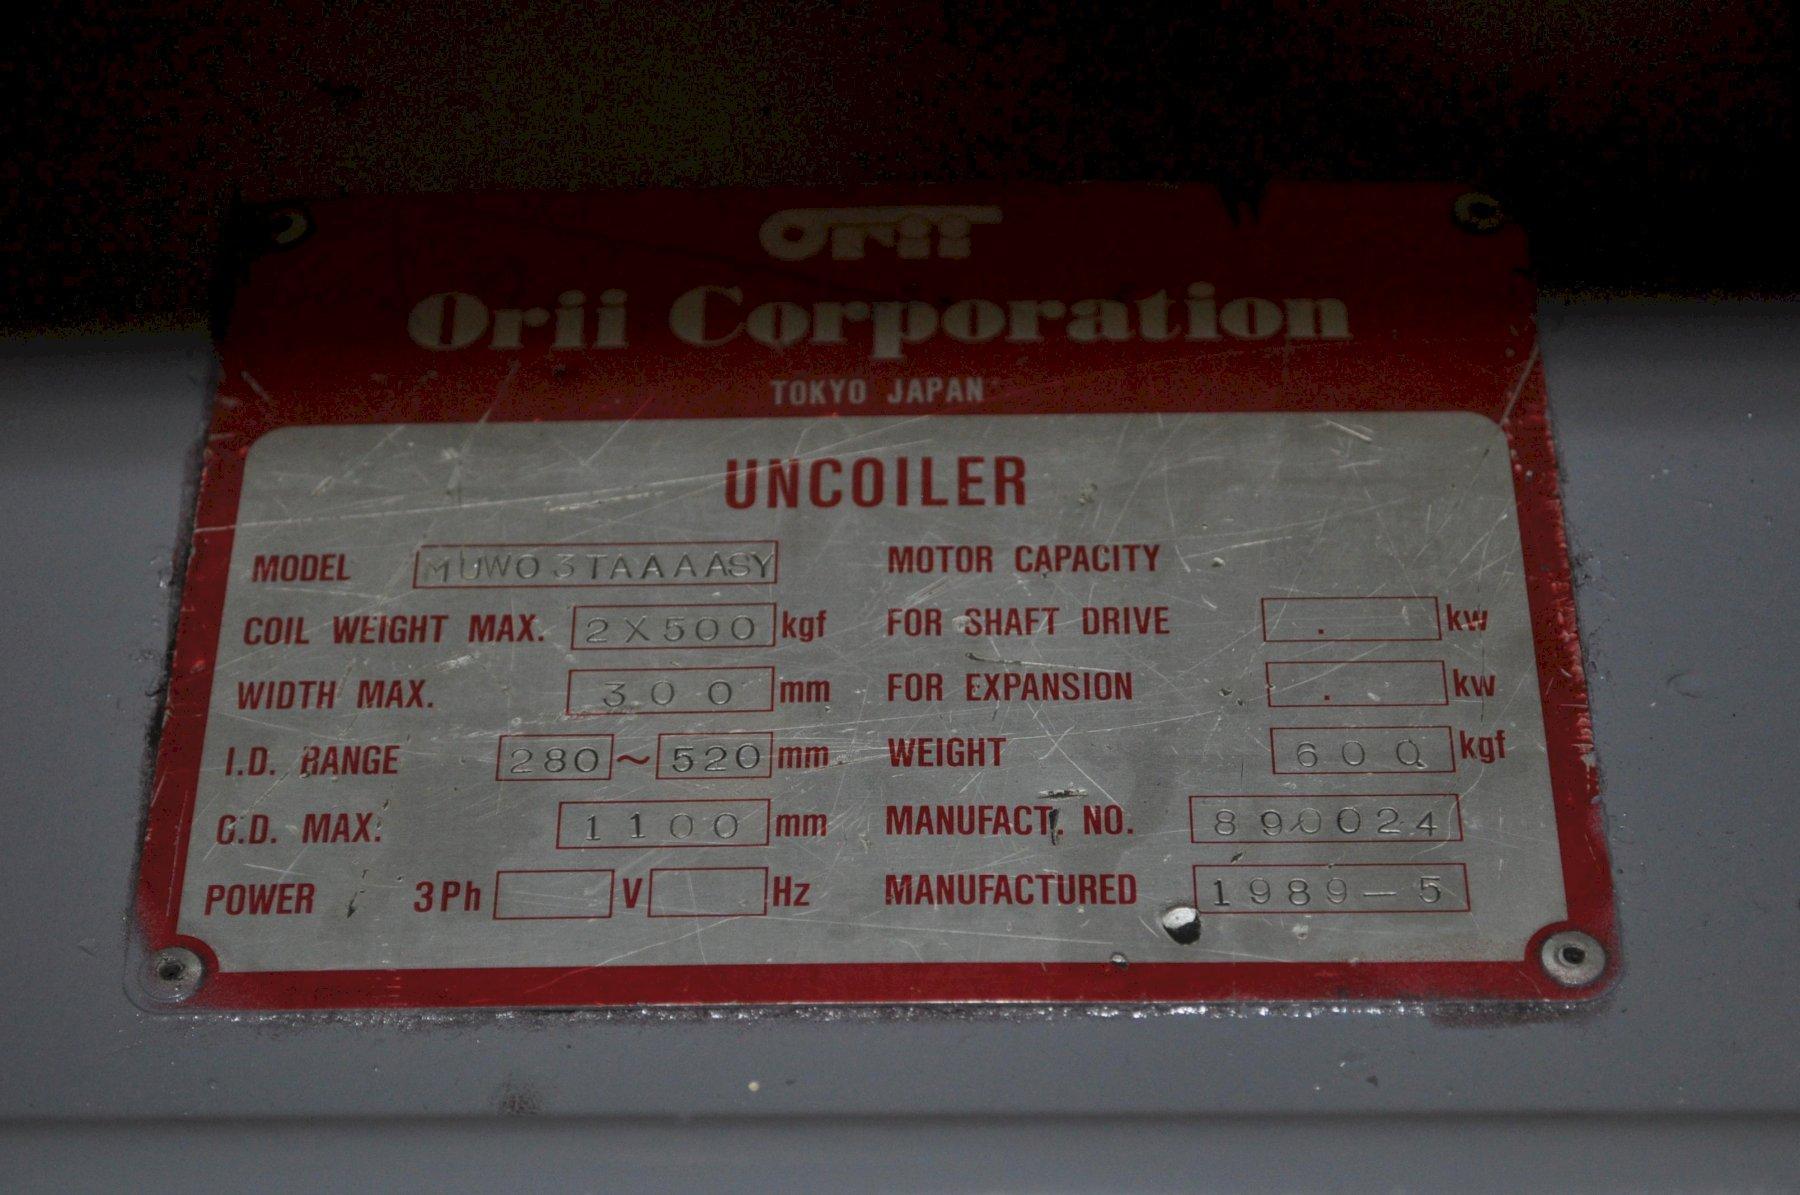 orii
Orii Corporation
TOKYO JAPAN
UNCOILER
MODEL MUW03TAAAASY
COIL WEIGHT MAX. 2X500 kgf
WIDTH MAX. 300 mm
I.D. RANGE 280 ~ 520 mm
O.D. MAX. 1100 mm
POWER 3Ph V Hz
MOTOR CAPACITY
FOR SHAFT DRIVE . kw
FOR EXPANSION . kw
WEIGHT 600 kgf
MANUFACT. NO. 890024
MANUFACTURED 1989-5